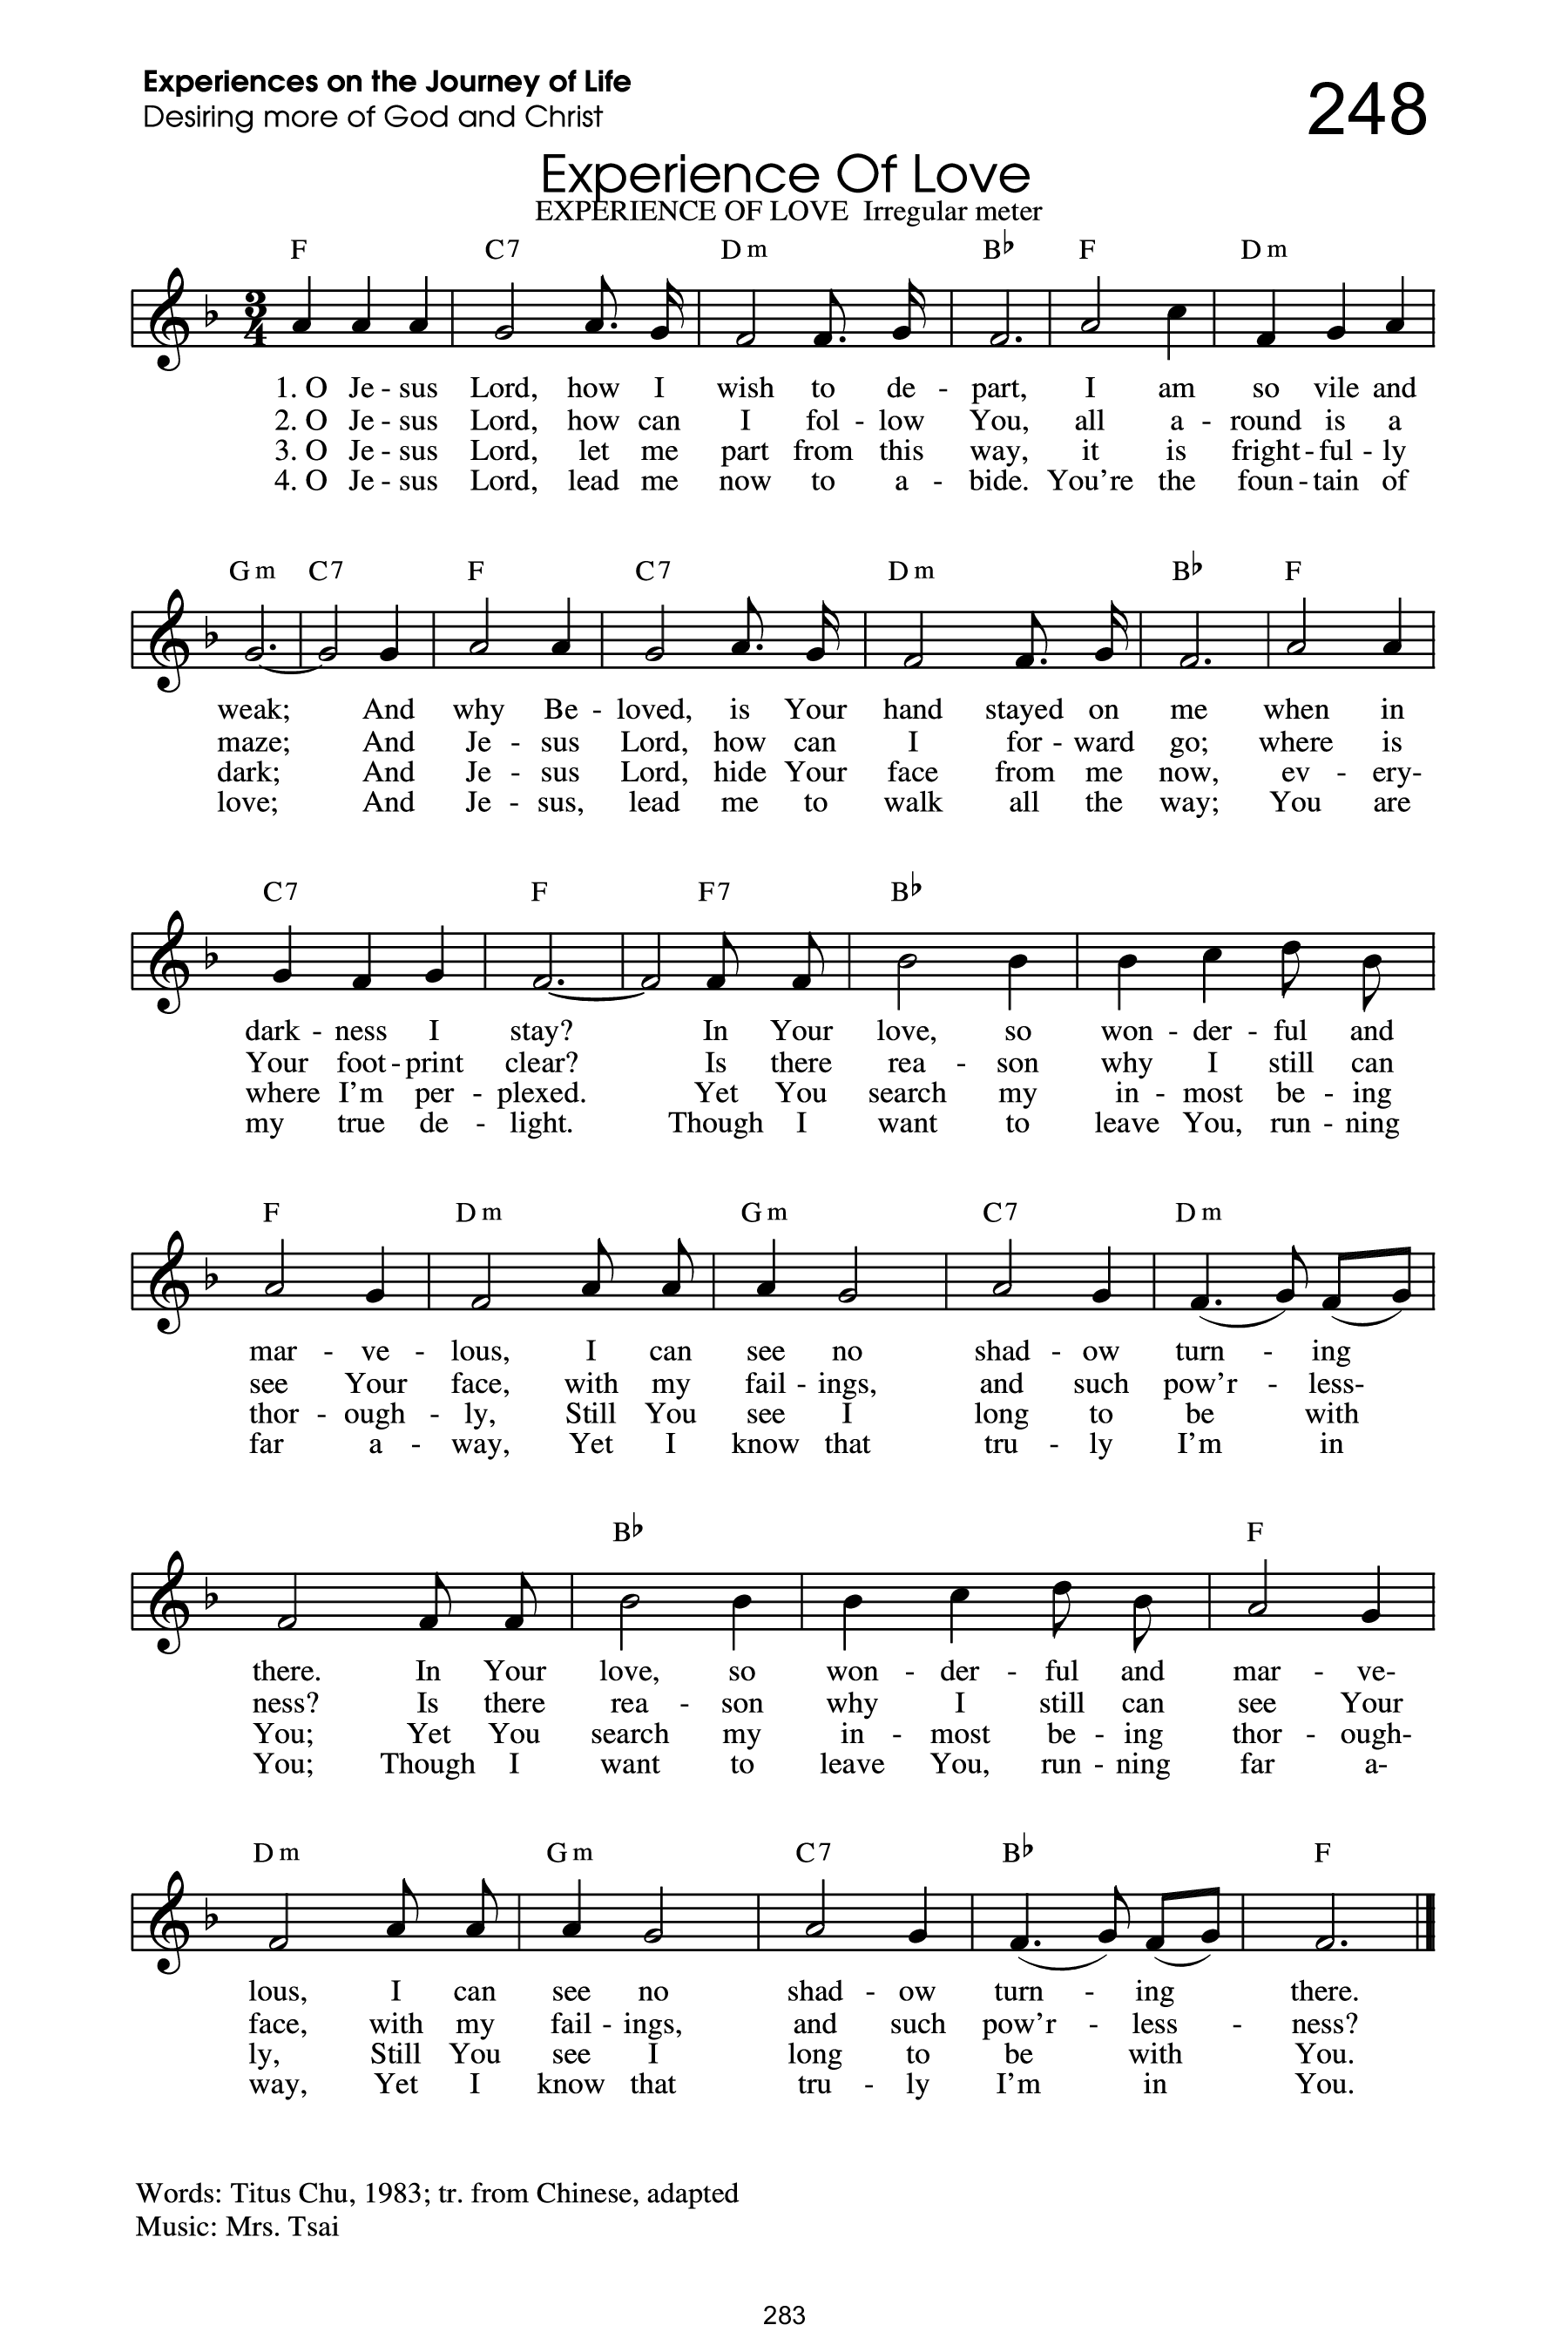 Experiences on the Journey of Life
Desiring more of God and Christ
248
Experience Of Love
EXPERIENCE OF LOVE Irregular meter
F C7 Dm B♭ F Dm
3
4
1. O Je - sus Lord, how I wish to de - part, I am so vile and
2. O Je - sus Lord, how can I fol - low You, all a - round is a
3. O Je - sus Lord, let me part from this way, it is fright - ful - ly
4. O Je - sus Lord, lead me now to a - bide. You're the foun - tain of
Gm C7 F C7 Dm B♭ F
weak; And why Be - loved, is Your hand stayed on me when in
maze; And Je - sus Lord, how can I for - ward go; where is
dark; And Je - sus Lord, hide Your face from me now, ev - ery-
love; And Je - sus, lead me to walk all the way; You are
C7 F F7 B♭
dark - ness I stay? In Your love, so won - der - ful and
Your foot - print clear? Is there rea - son why I still can
where I'm per - plexed. Yet You search my in - most be - ing
my true de - light. Though I want to leave You, run - ning
F Dm Gm C7 Dm
mar - ve - lous, I can see no shad - ow turn - ing
see Your face, with my fail - ings, and such pow'r - less-
thor - ough - ly, Still You see I long to be with
far a - way, Yet I know that tru - ly I'm in
B♭ F
there. In Your love, so won - der - ful and mar - ve-
ness? Is there rea - son why I still can see Your
You; Yet You search my in - most be - ing thor - ough-
You; Though I want to leave You, run - ning far a-
Dm Gm C7 B♭ F
lous, I can see no shad - ow turn - ing there.
face, with my fail - ings, and such pow'r - less - ness?
ly, Still You see I long to be with You.
way, Yet I know that tru - ly I'm in You.
Words: Titus Chu, 1983; tr. from Chinese, adapted
Music: Mrs. Tsai
283